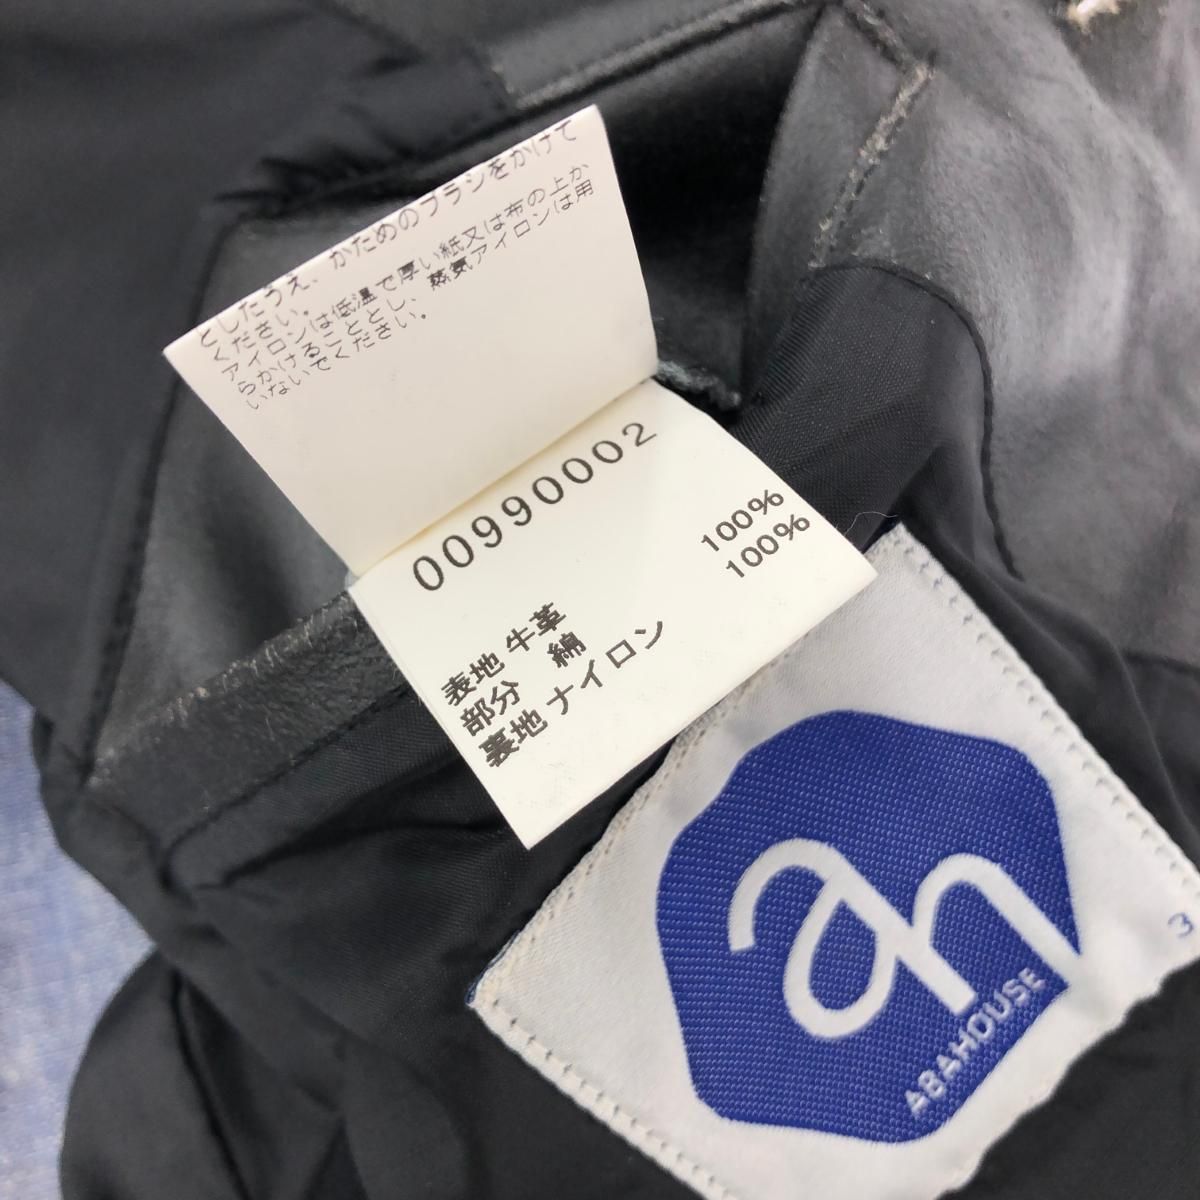 としたうえ、かためのブラシをかけて
ください。
アイロンは低温で厚い紙又は布の上か
らかけることとし、蒸気アイロンは用
いないでください。
00990002
表地 牛革
部分 綿 100%
裏地 ナイロン 100%
ah
ABAHOUSE
3